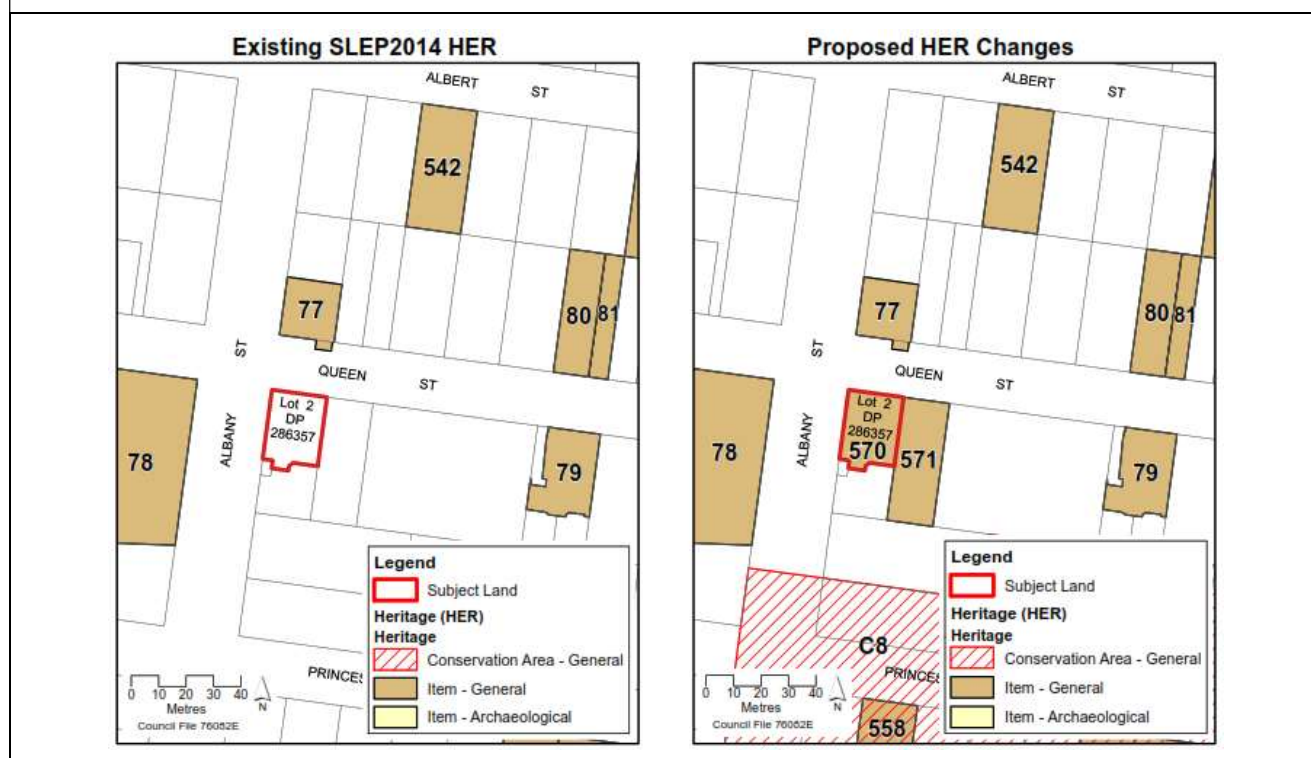 Existing SLEP2014 HER
ALBERT ST
542
77
80 81
ST
QUEEN ST
Lot 2
DP
286357
ALBANY
78
79
PRINCES
0 10 20 30 40
Metres
N
Council File 76082E
Legend
Subject Land
Heritage (HER)
Heritage
Conservation Area - General
Item - General
Item - Archaeological
Proposed HER Changes
ALBERT ST
542
77
80 81
ST
QUEEN ST
Lot 2
DP
286357
570
571
ALBANY
78
79
C8
PRINCES
558
0 10 20 30 40
Metres
N
Council File 76082E
Legend
Subject Land
Heritage (HER)
Heritage
Conservation Area - General
Item - General
Item - Archaeological